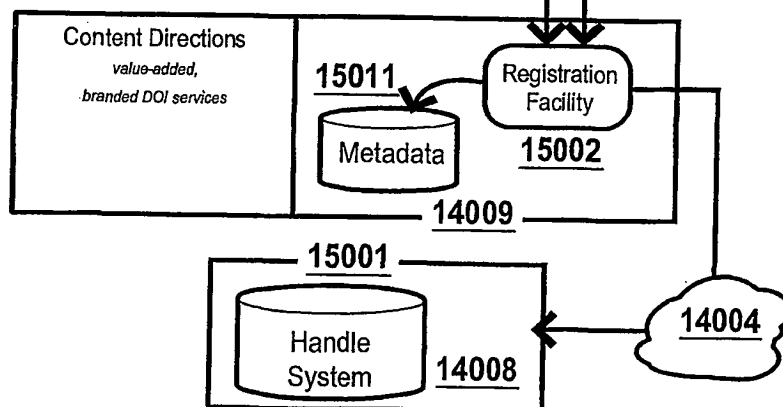 Content Directions
value-added,
branded DOI services
15011
Metadata
Registration
Facility
15002
14009
15001
Handle
System
14008
14004